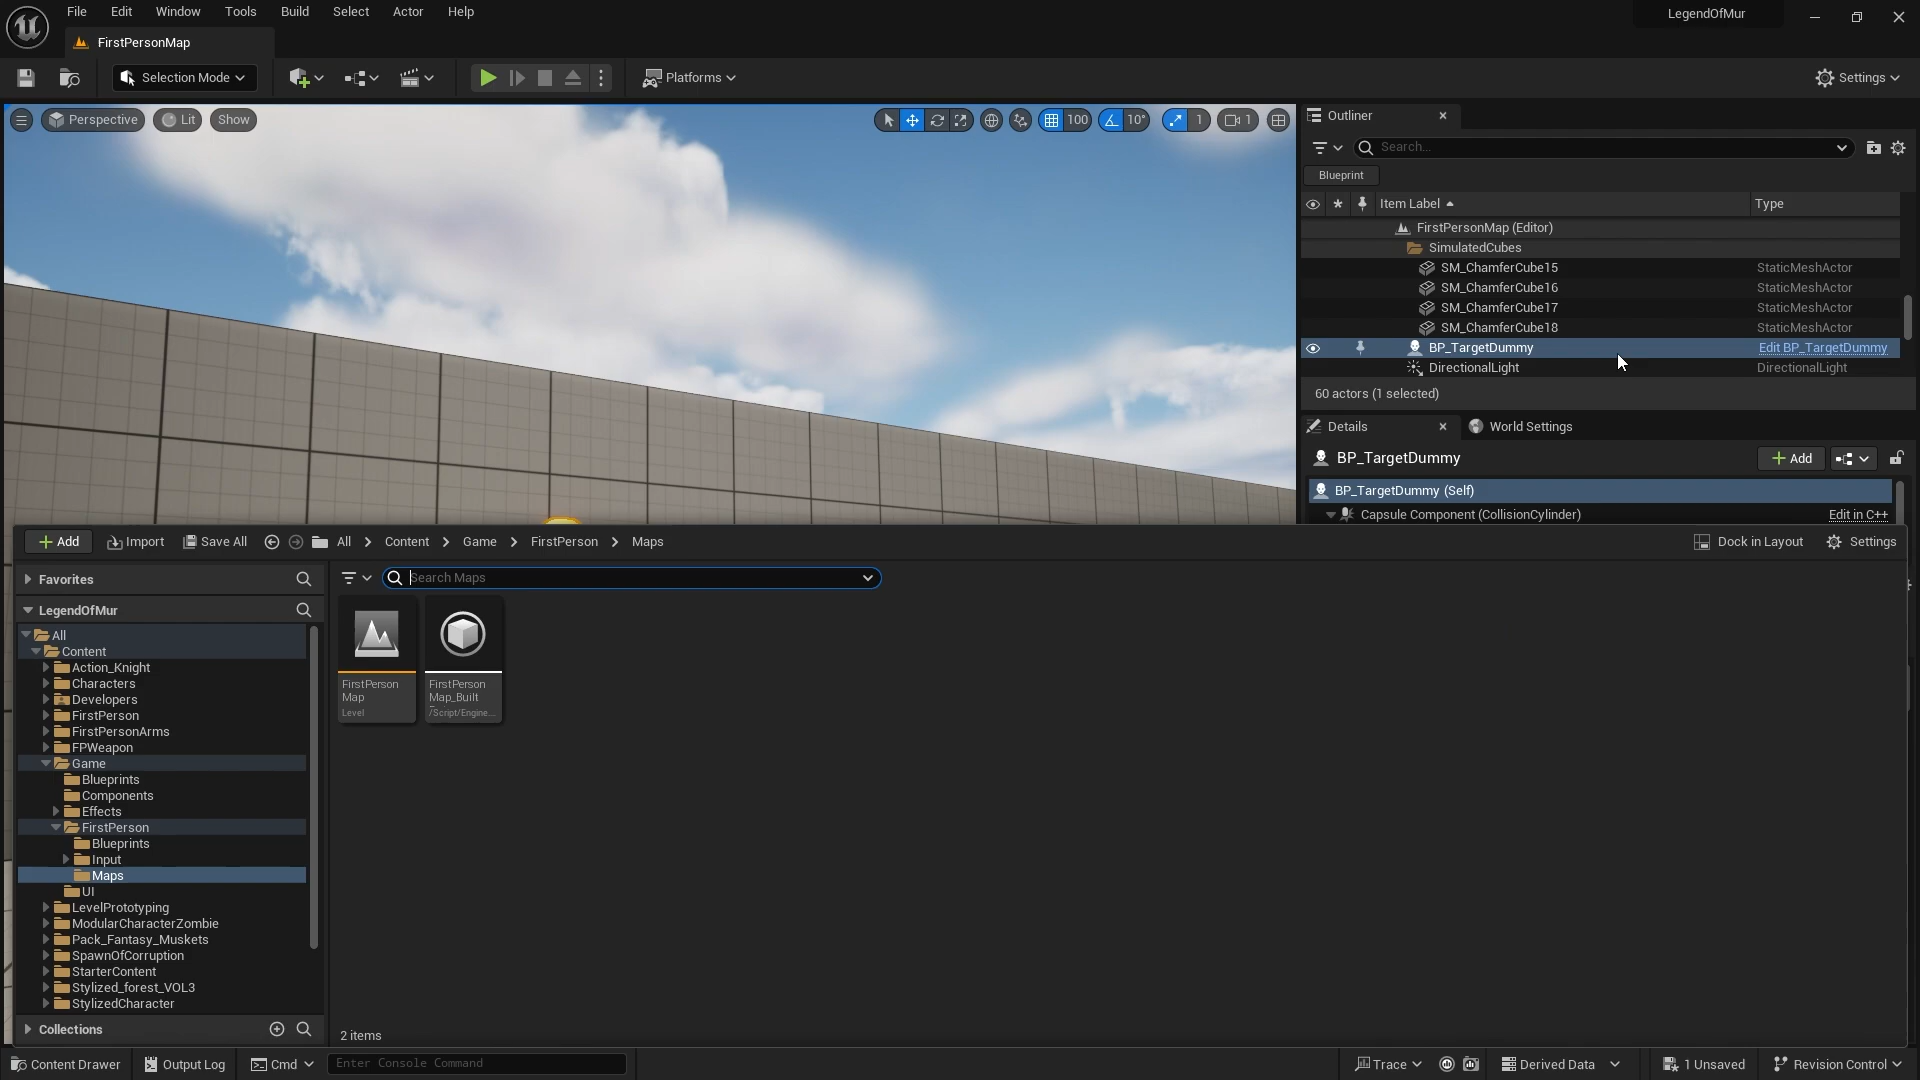 File Edit Window Tools Build Select Actor Help
LegendOfMur
FirstPersonMap
Selection Mode
Platforms
Settings
Perspective Lit Show
100 10° 1 1
Outliner
Search...
Blueprint
Item Label Type
FirstPersonMap (Editor)
SimulatedCubes
SM_ChamferCube15 StaticMeshActor
SM_ChamferCube16 StaticMeshActor
SM_ChamferCube17 StaticMeshActor
SM_ChamferCube18 StaticMeshActor
BP_TargetDummy Edit BP_TargetDummy
DirectionalLight DirectionalLight
60 actors (1 selected)
Details World Settings
BP_TargetDummy Add
BP_TargetDummy (Self)
Capsule Component (CollisionCylinder) Edit in C++
Add Import Save All All Content Game FirstPerson Maps Dock in Layout Settings
Favorites
LegendOfMur
All
Content
Action_Knight
Characters
Developers
FirstPerson
FirstPersonArms
FPWeapon
Game
Blueprints
Components
Effects
FirstPerson
Blueprints
Input
Maps
UI
LevelPrototyping
ModularCharacterZombie
Pack_Fantasy_Muskets
SpawnOfCorruption
StarterContent
Stylized_forest_VOL3
StylizedCharacter
Collections
Search Maps
FirstPerson
Map
Level
FirstPerson
Map_Built
/Script/Engine...
2 items
Content Drawer Output Log Cmd Enter Console Command Trace Derived Data 1 Unsaved Revision Control